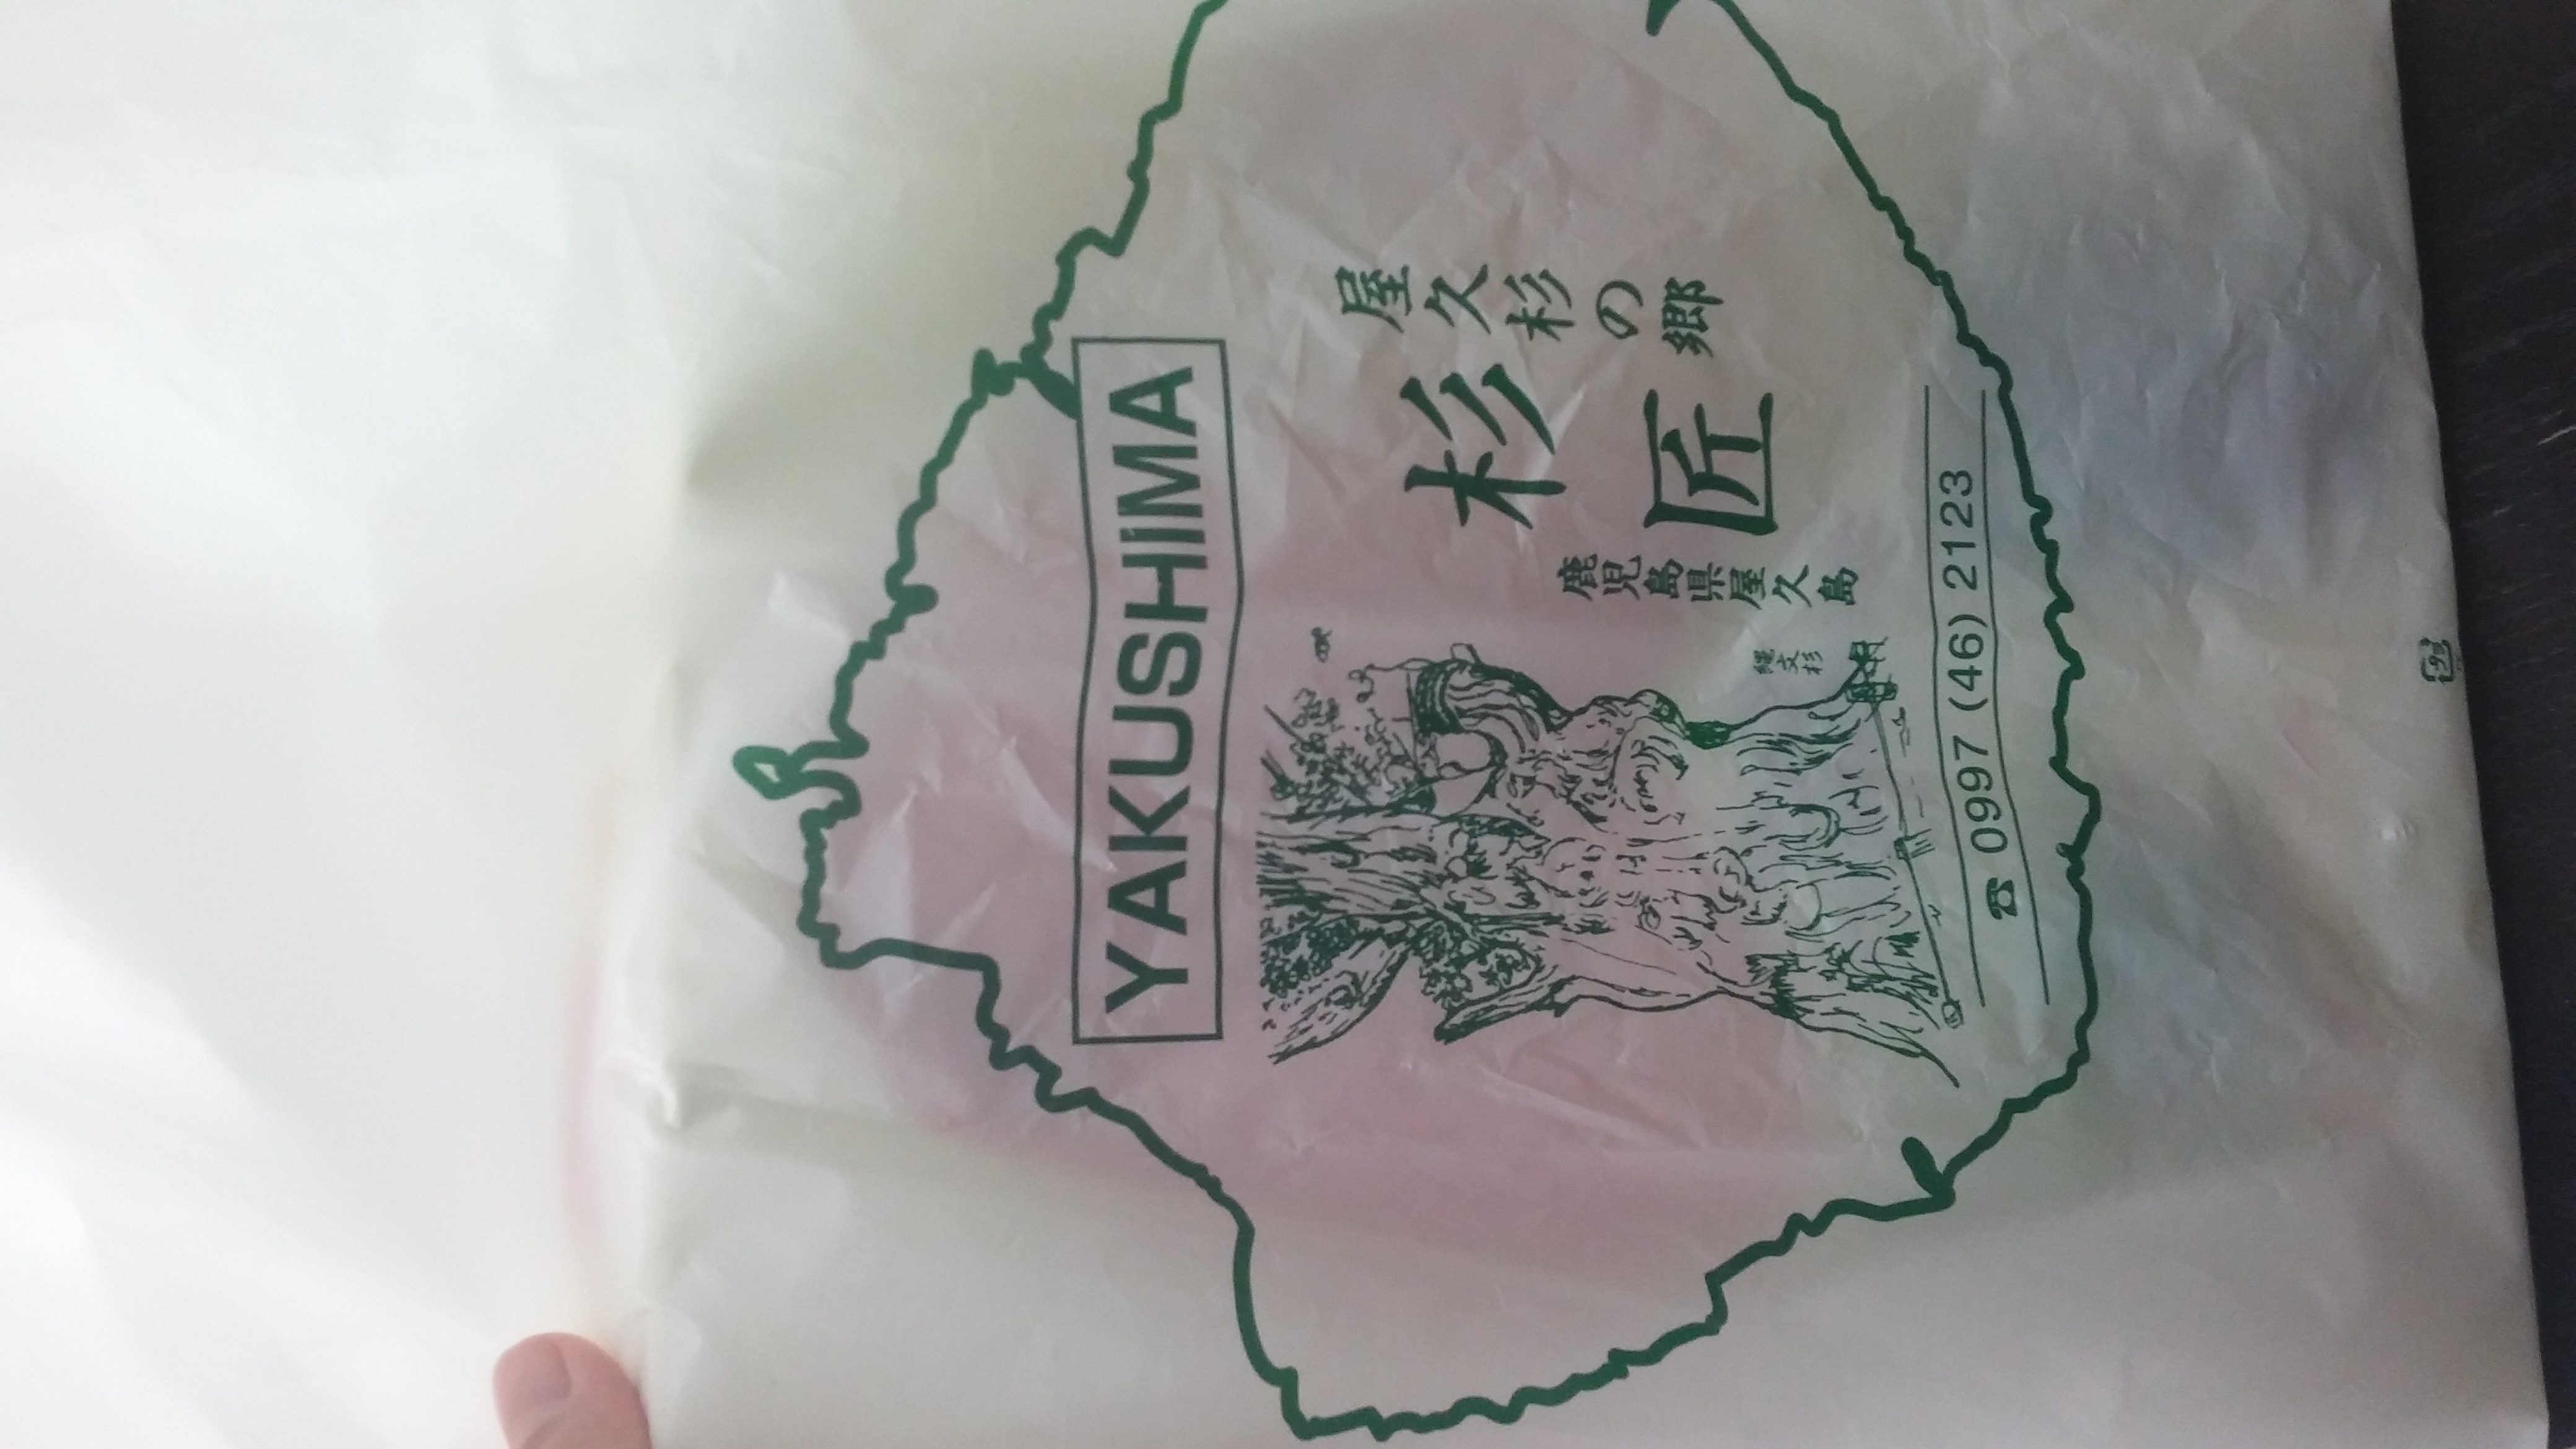 YAKUSHIMA
屋久杉の郷
杉匠
鹿児島県屋久島
縄文杉
☎ 0997 (46) 2123